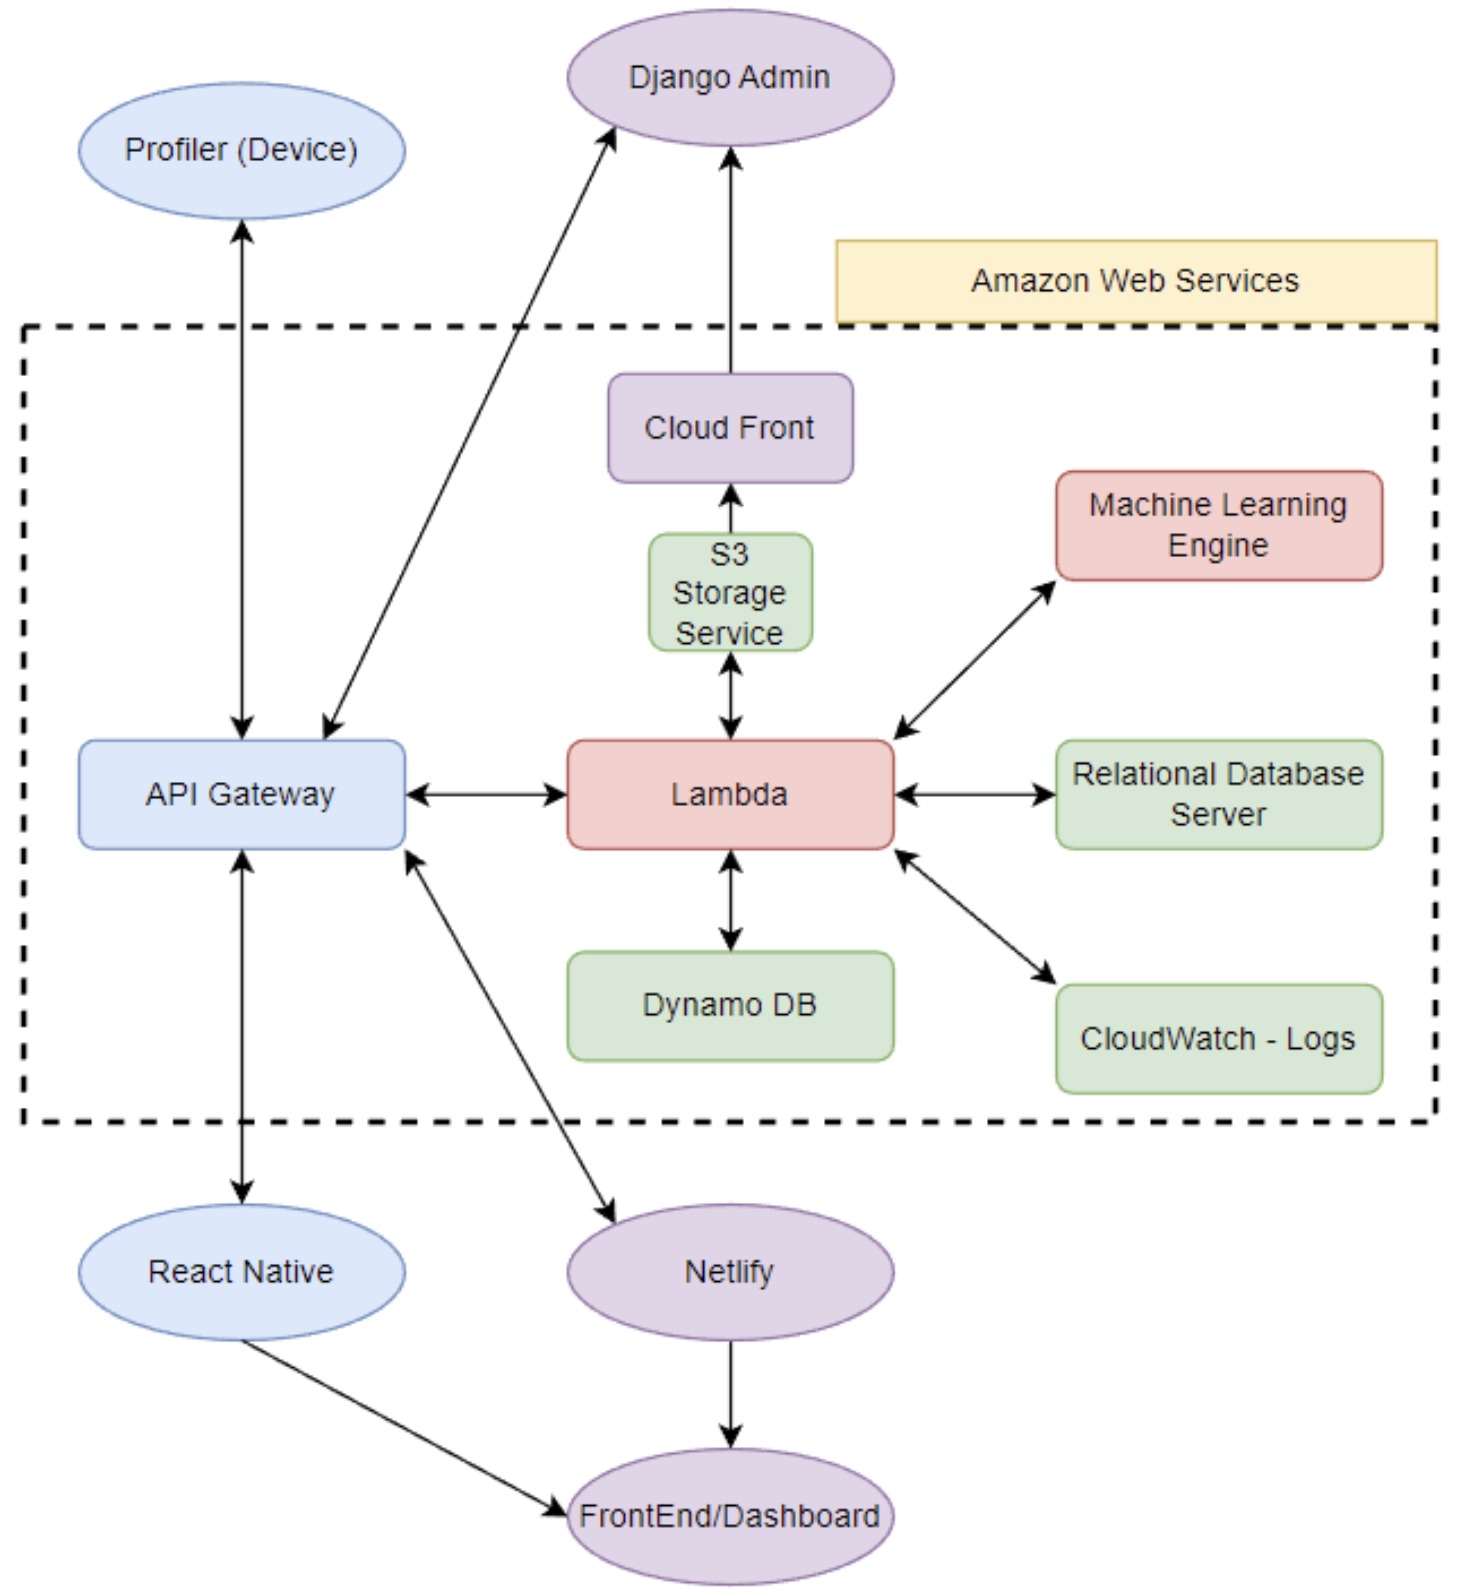 Django Admin
Profiler (Device)
Amazon Web Services
Cloud Front
Machine Learning
Engine
S3
Storage
Service
API Gateway
Lambda
Relational Database
Server
Dynamo DB
CloudWatch - Logs
React Native
Netlify
FrontEnd/Dashboard